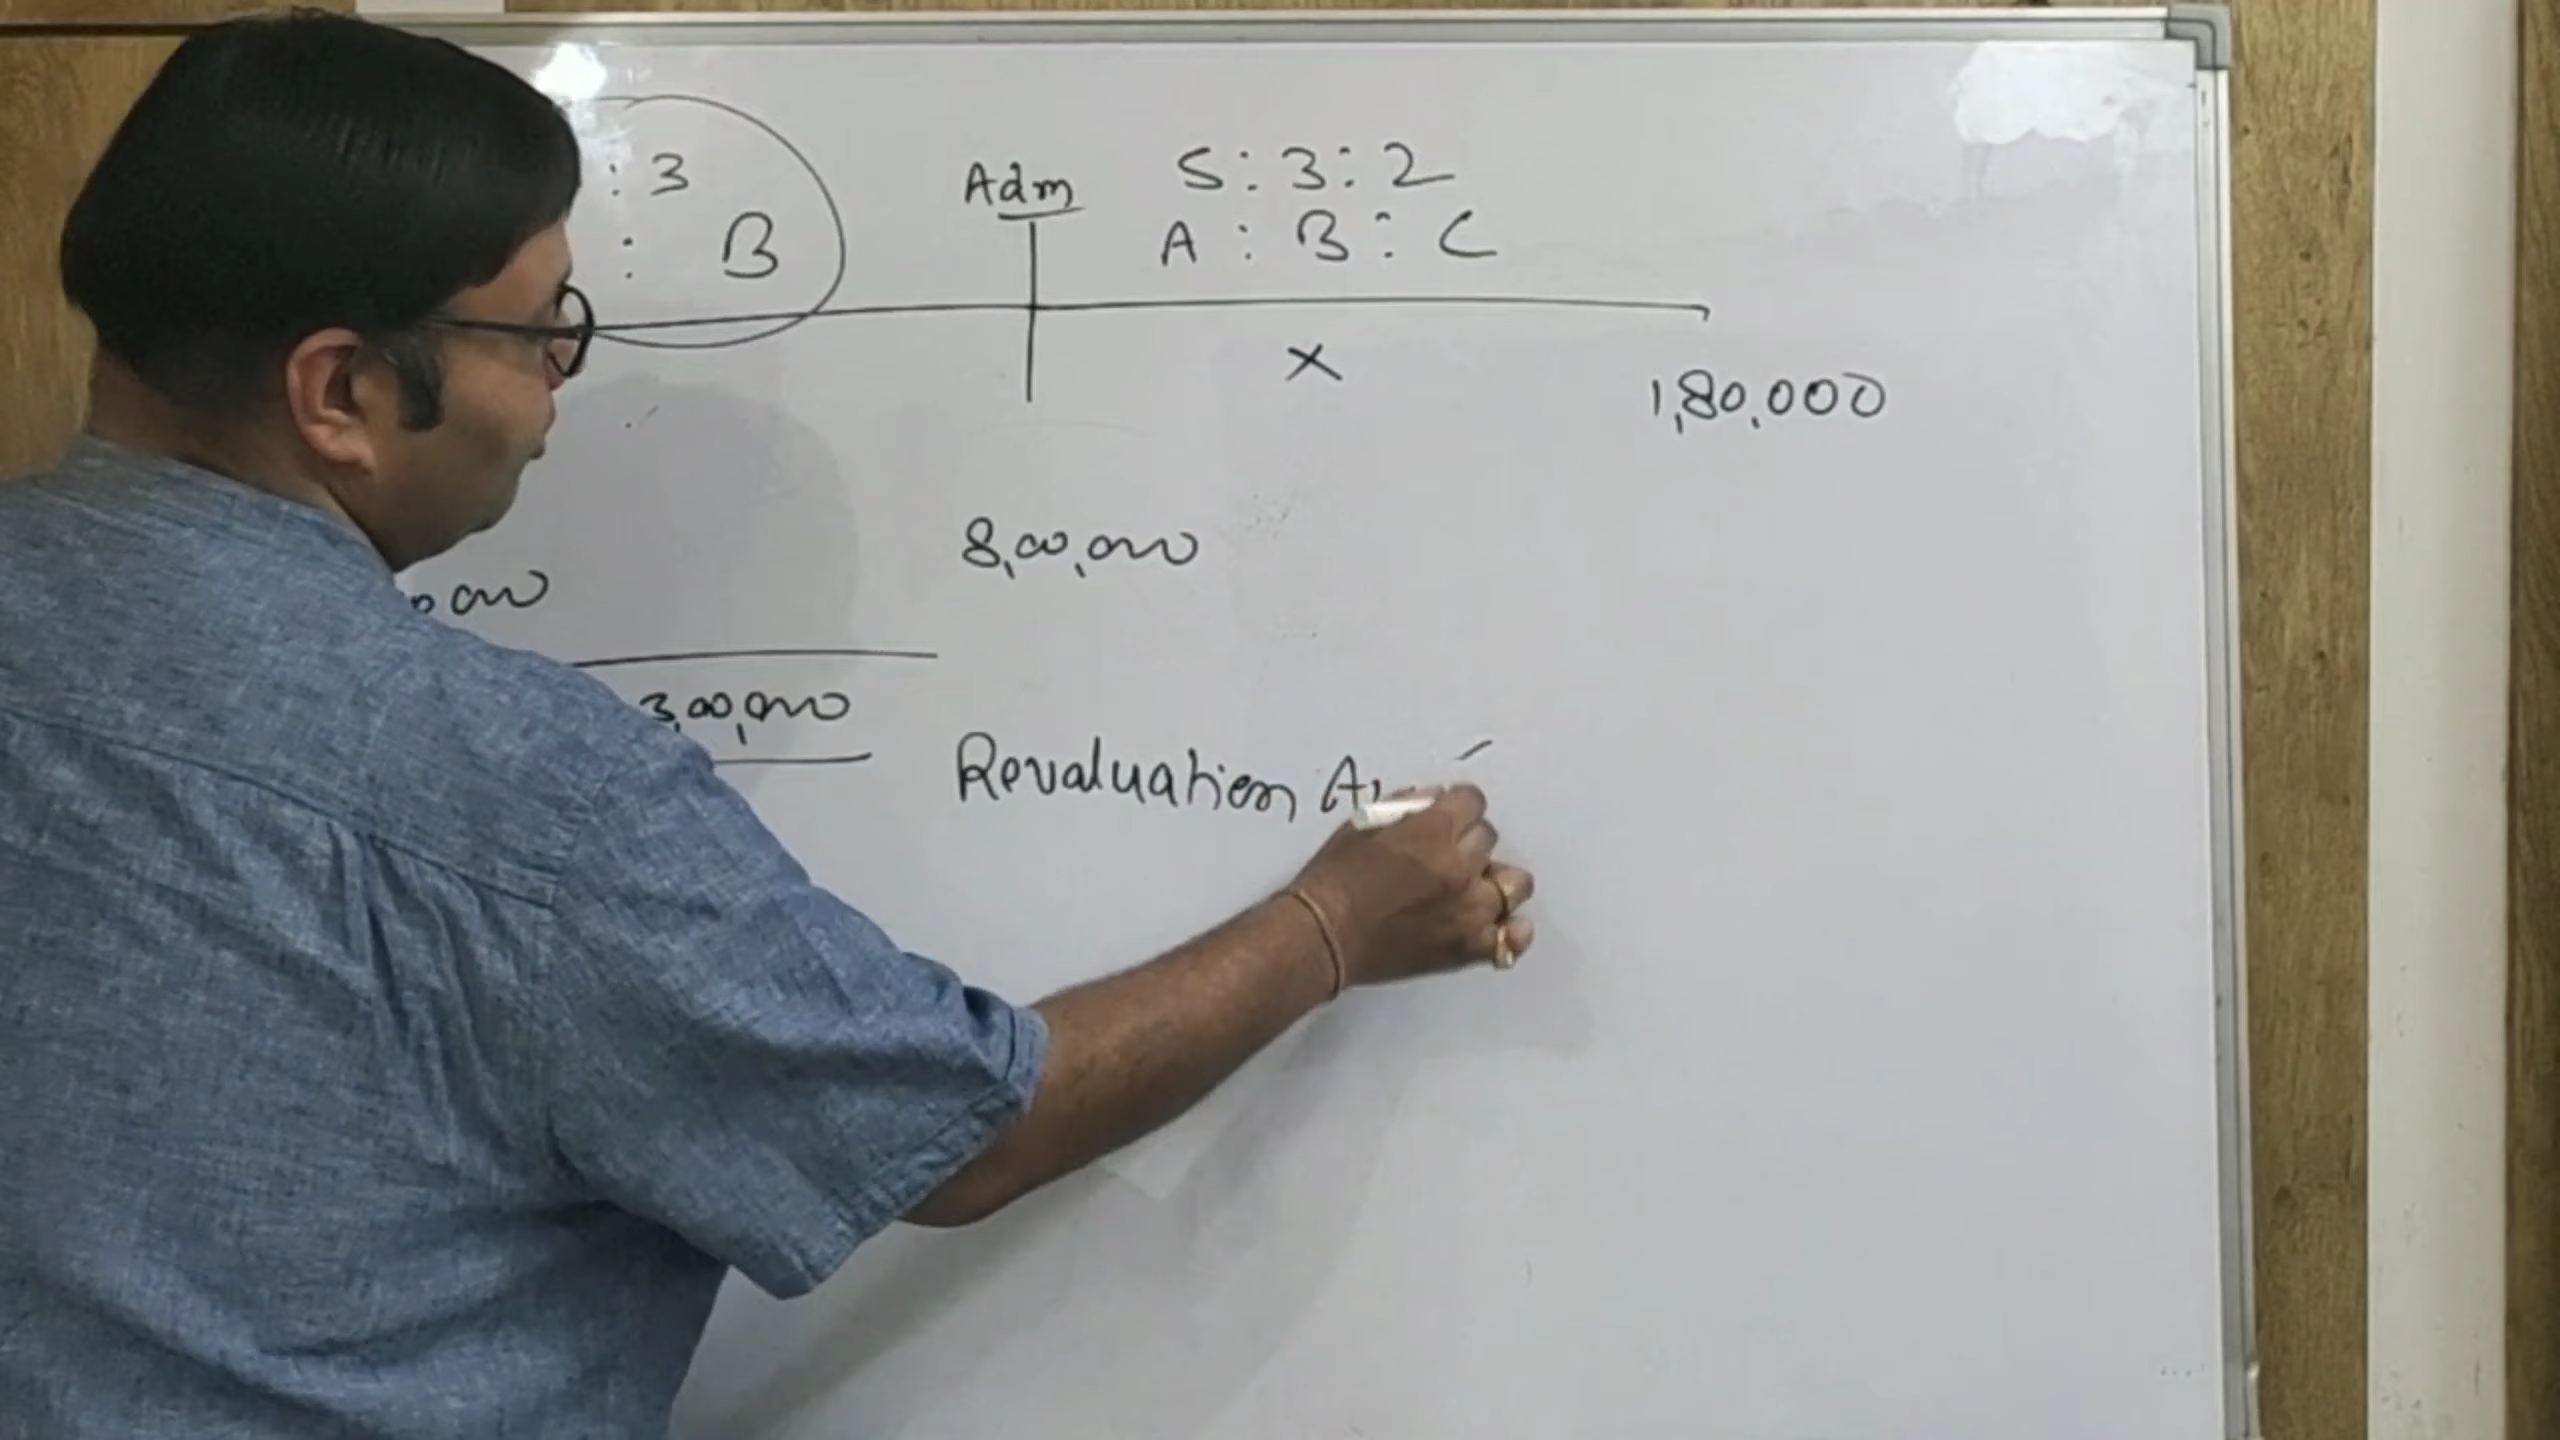 : 3
: B
Adm
5 : 3 : 2
A : B : C
x
1,80,000
8,00,000
3,00,000
Revaluation